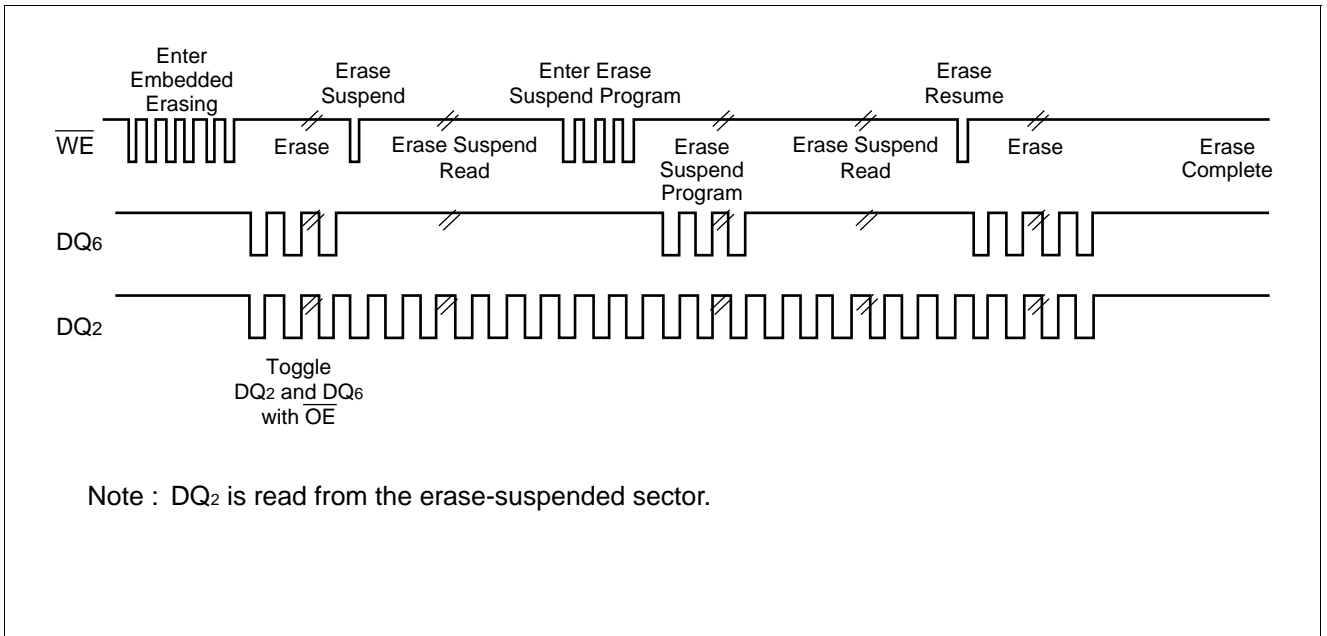 Enter
Embedded
Erasing
Erase
Suspend
Enter Erase
Suspend Program
Erase
Resume
WE
Erase
Erase Suspend
Read
Erase
Suspend
Program
Erase Suspend
Read
Erase
Erase
Complete
DQ6
DQ2
Toggle
DQ2 and DQ6
with OE
Note : DQ2 is read from the erase-suspended sector.